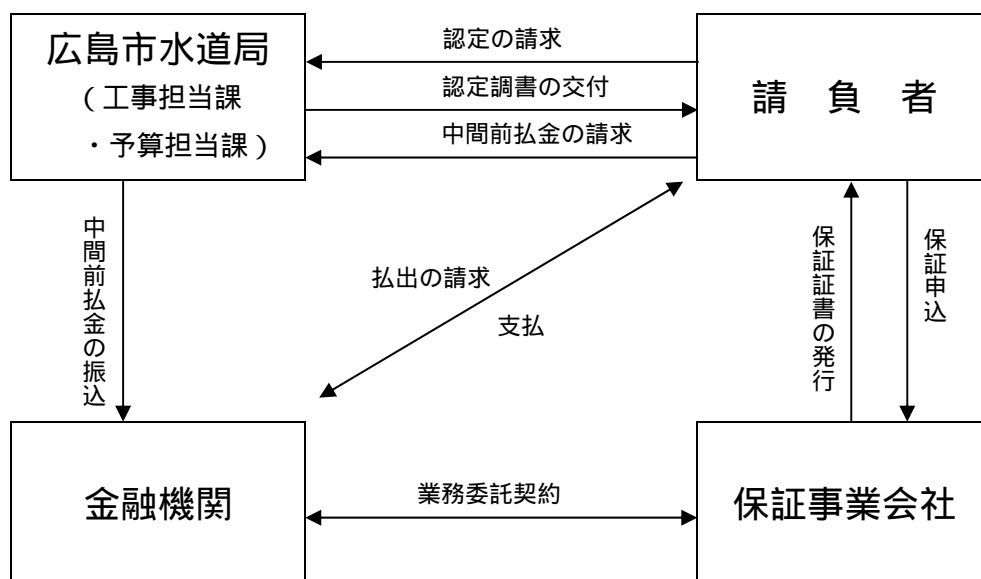 広島市水道局
（工事担当課
・予算担当課）
認定の請求
認定調書の交付
中間前払金の請求
請　負　者
中間前払金の振込
払出の請求
支払
保証証書の発行
保証申込
金融機関
業務委託契約
保証事業会社